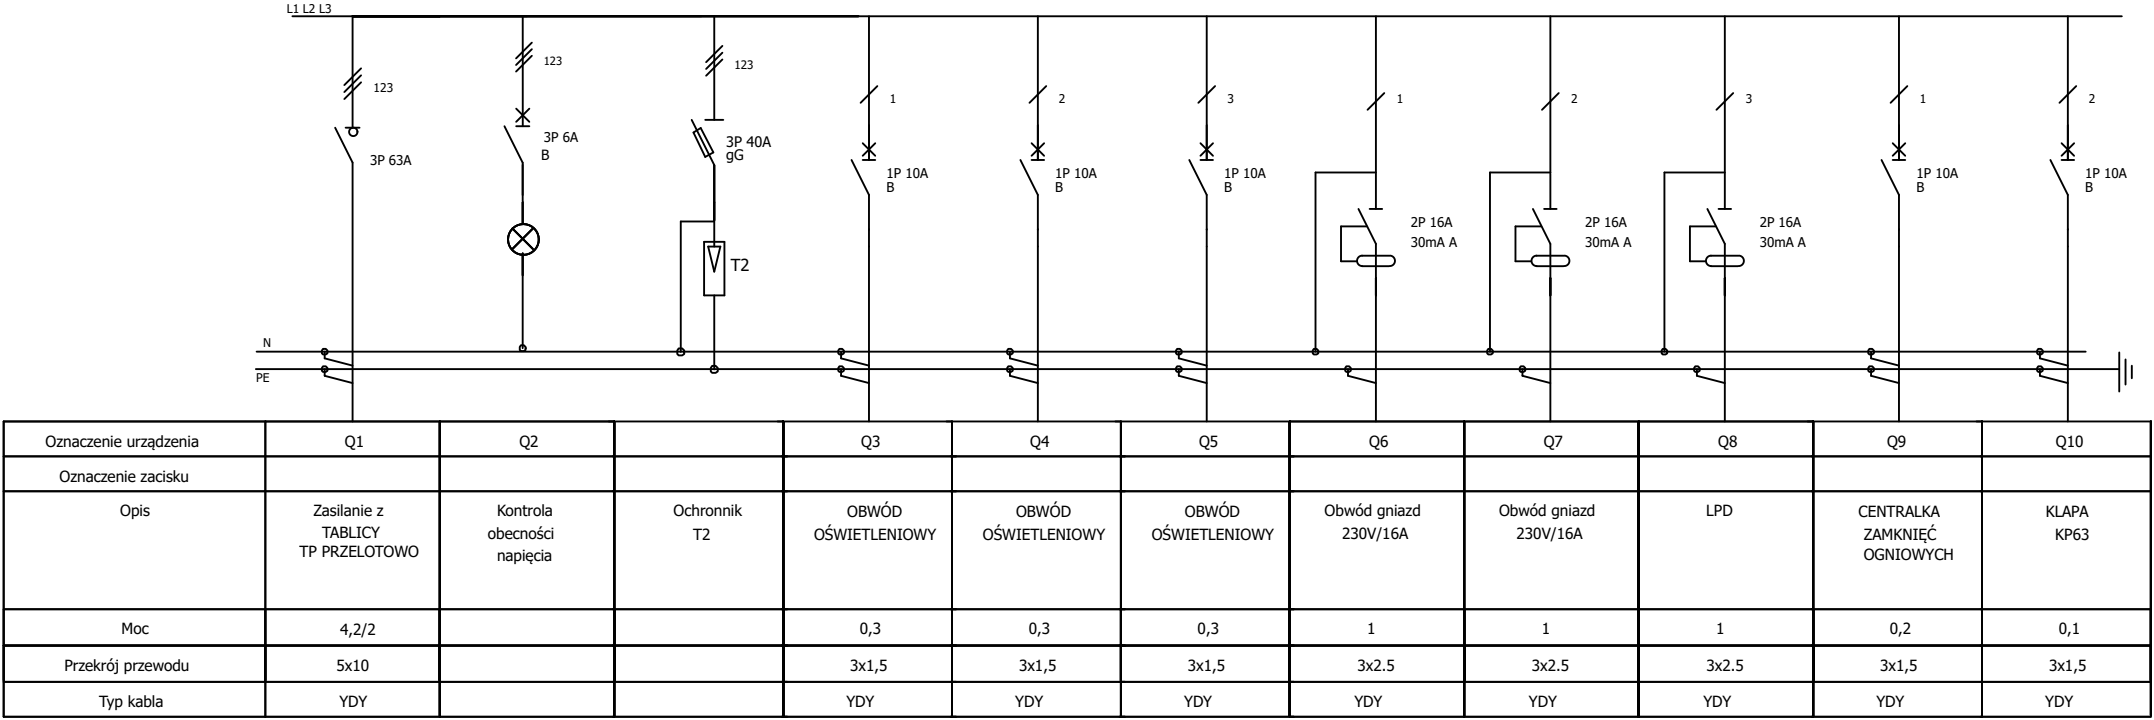 L1 L2 L3
123
123
123
1
2
3
1
2
3
1
2
3P 63A
3P 6A
B
3P 40A
gG
1P 10A
B
1P 10A
B
1P 10A
B
2P 16A
30mA A
2P 16A
30mA A
2P 16A
30mA A
1P 10A
B
1P 10A
B
T2
N
PE
Oznaczenie urządzenia Q1 Q2 Q3 Q4 Q5 Q6 Q7 Q8 Q9 Q10
Oznaczenie zacisku
Opis
Zasilanie z
TABLICY
TP PRZELOTOWO
Kontrola
obecności
napięcia
Ochronnik
T2
OBWÓD
OŚWIETLENIOWY
OBWÓD
OŚWIETLENIOWY
OBWÓD
OŚWIETLENIOWY
Obwód gniazd
230V/16A
Obwód gniazd
230V/16A
LPD
CENTRALKA
ZAMKNIĘĆ
OGNIOWYCH
KLAPA
KP63
Moc 4,2/2 0,3 0,3 0,3 1 1 1 0,2 0,1
Przekrój przewodu 5x10 3x1,5 3x1,5 3x1,5 3x2.5 3x2.5 3x2.5 3x1,5 3x1,5
Typ kabla YDY YDY YDY YDY YDY YDY YDY YDY YDY